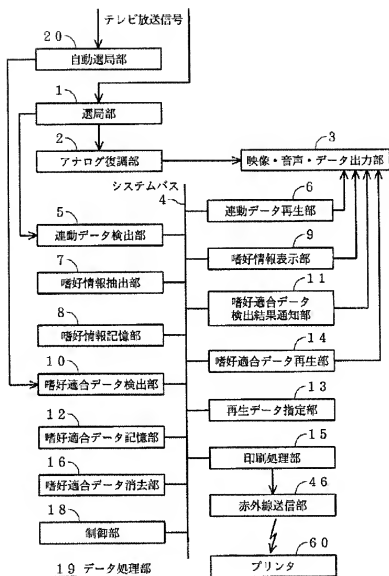 テレビ放送信号
20
自動選局部
1
選局部
2
アナログ復調部
3
映像・音声・データ出力部
システムバス
4
5
連動データ検出部
6
連動データ再生部
7
嗜好情報抽出部
9
嗜好情報表示部
8
嗜好情報記憶部
11
嗜好適合データ
検出結果通知部
10
嗜好適合データ検出部
14
嗜好適合データ再生部
12
嗜好適合データ記憶部
13
再生データ指定部
16
嗜好適合データ消去部
15
印刷処理部
18
制御部
46
赤外線送信部
19 データ処理部
60
プリンタ